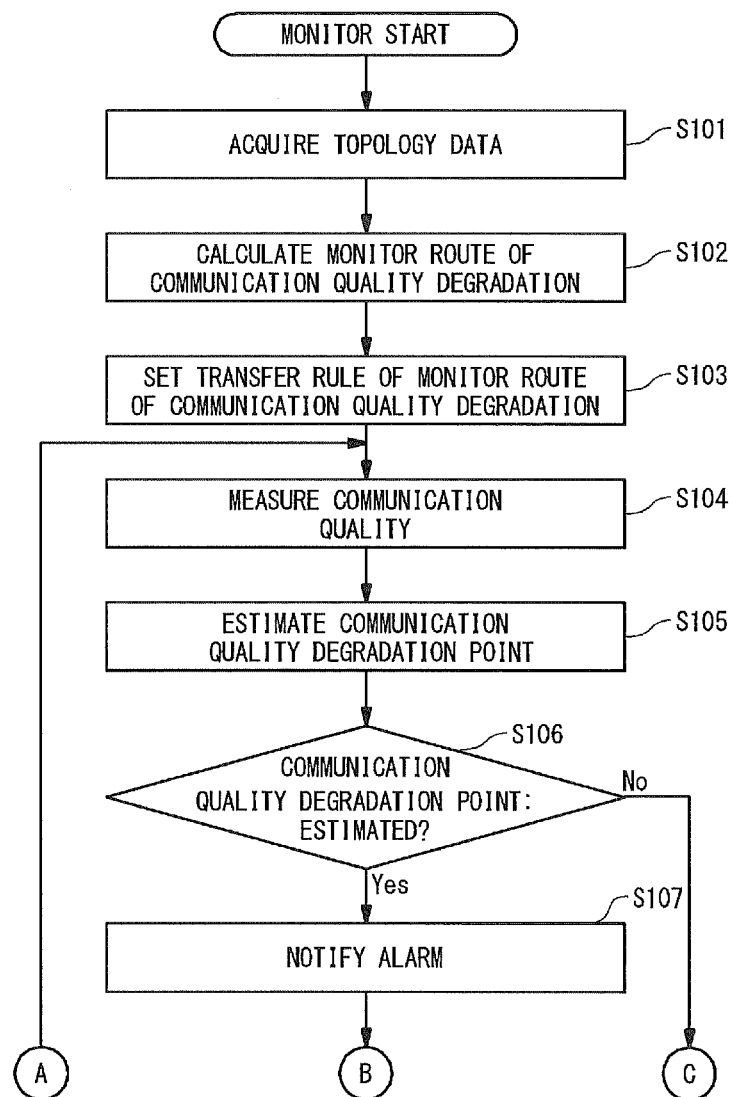 MONITOR START
ACQUIRE TOPOLOGY DATA
S101
CALCULATE MONITOR ROUTE OF
COMMUNICATION QUALITY DEGRADATION
S102
SET TRANSFER RULE OF MONITOR ROUTE
OF COMMUNICATION QUALITY DEGRADATION
S103
MEASURE COMMUNICATION
QUALITY
S104
ESTIMATE COMMUNICATION
QUALITY DEGRADATION POINT
S105
S106
COMMUNICATION
QUALITY DEGRADATION POINT:
ESTIMATED?
No
Yes
S107
NOTIFY ALARM
A
B
C